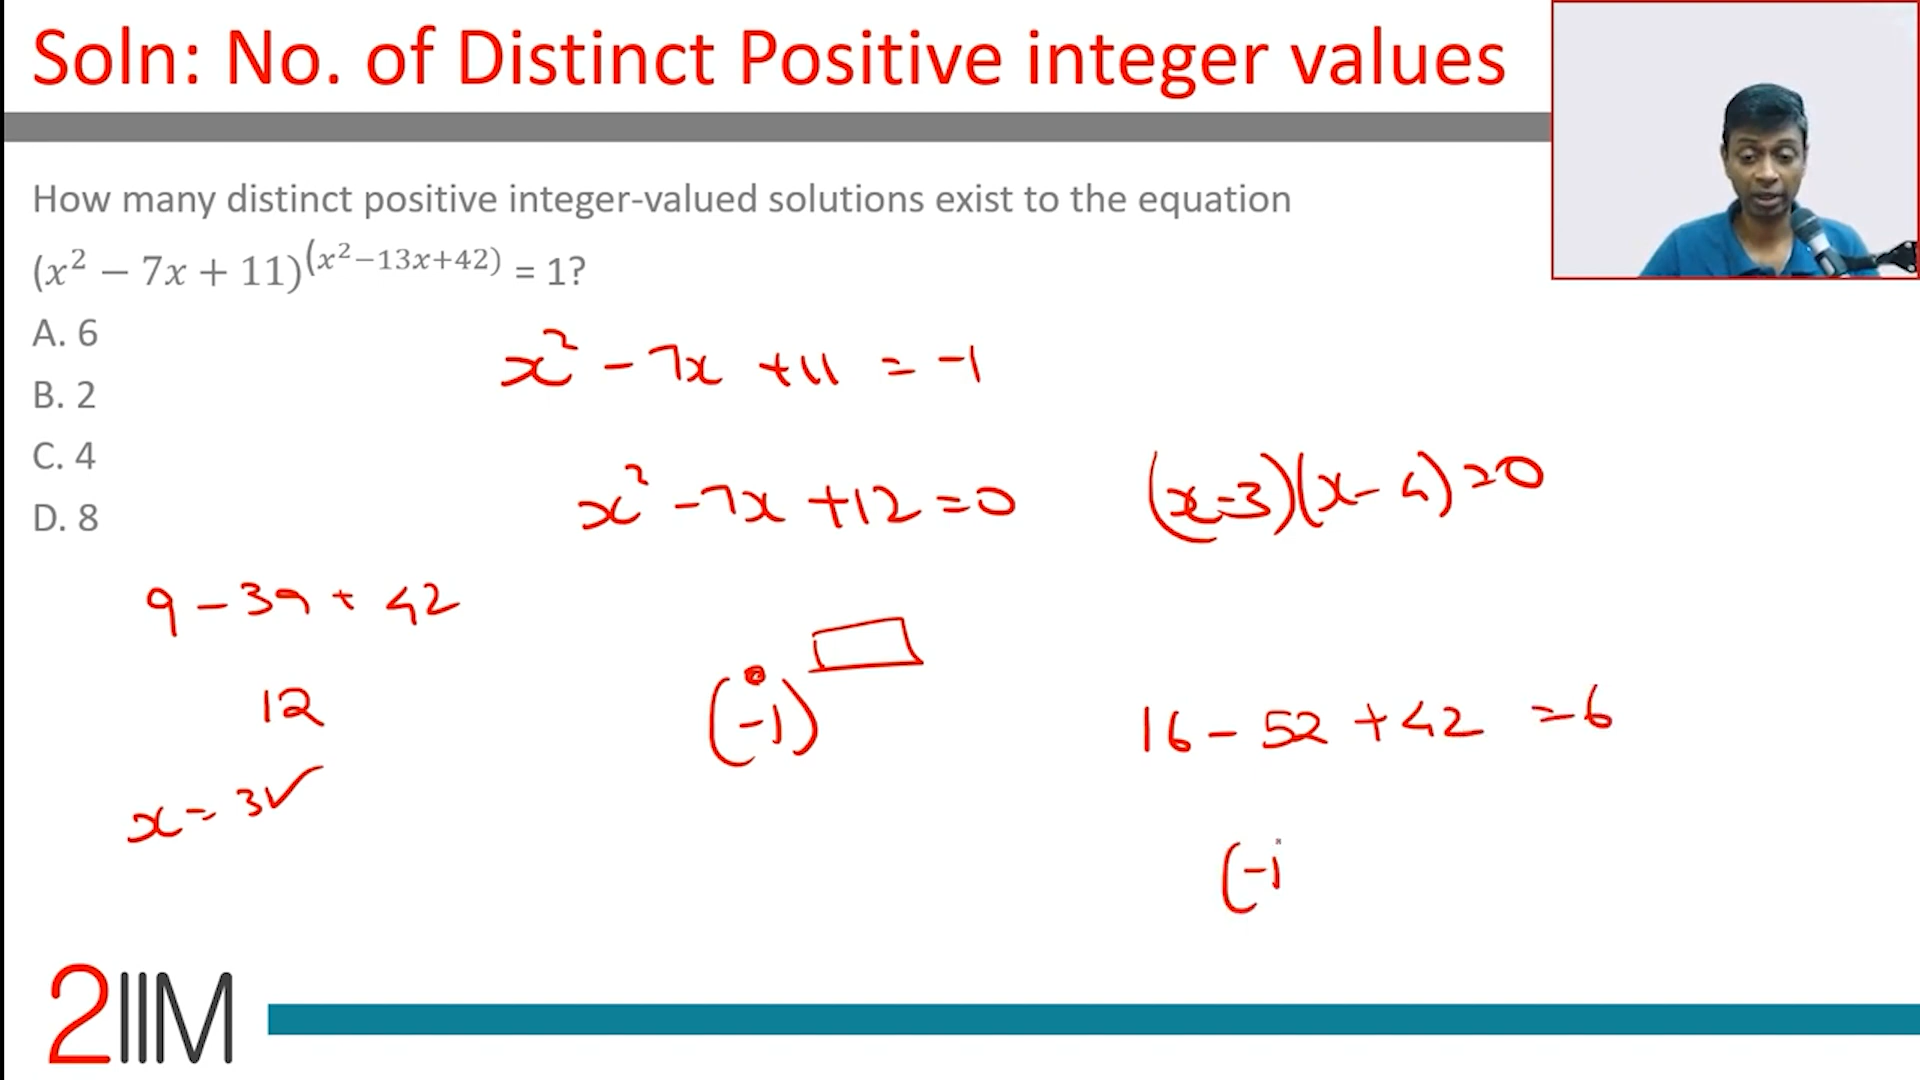 Soln: No. of Distinct Positive integer values
How many distinct positive integer-valued solutions exist to the equation
(x² − 7x + 11)^(x²−13x+42) = 1?
A. 6
B. 2
C. 4
D. 8
x² - 7x + 11 = -1
x² - 7x + 12 = 0
(x-3)(x-4)=0
9 - 39 + 42
12
x = 3✓
(-1)
16 - 52 + 42 = 6
(-1
2IIM